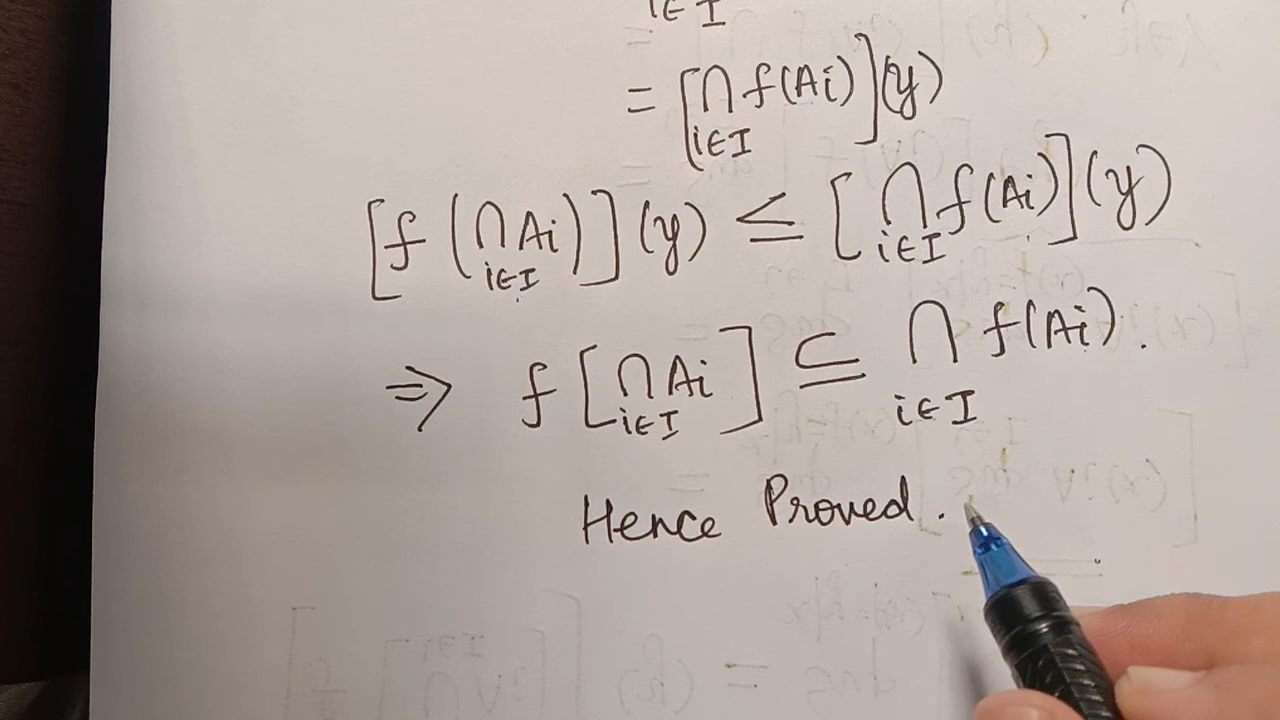 i∈I
= [⋂ f(Ai)](y)
i∈I
[f (⋂ Ai)](y) ≤ [⋂ f(Ai)](y)
i∈I i∈I
⇒ f [⋂ Ai] ⊆ ⋂ f(Ai).
i∈I i∈I
Hence Proved.